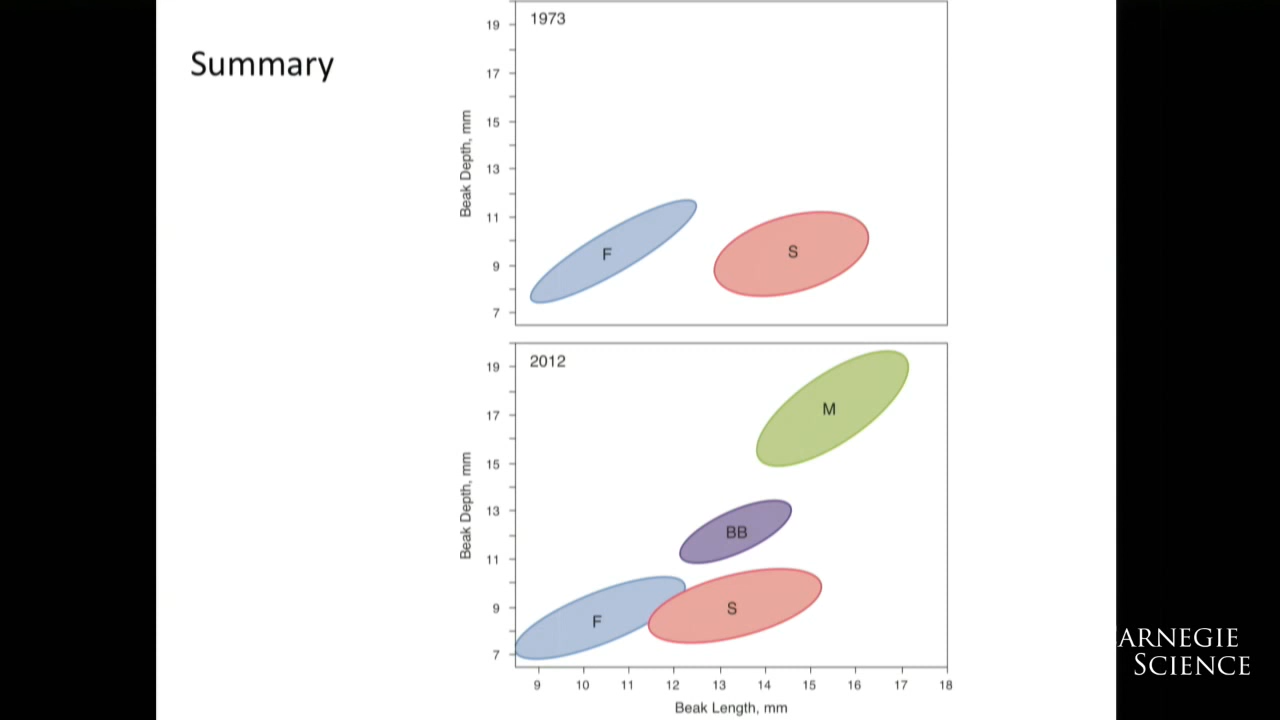 Summary
1973
19
17
15
13
11
9
7
Beak Depth, mm
F
S
2012
19
17
15
13
11
9
7
Beak Depth, mm
M
BB
F
S
9 10 11 12 13 14 15 16 17 18
Beak Length, mm
ARNEGIE
SCIENCE